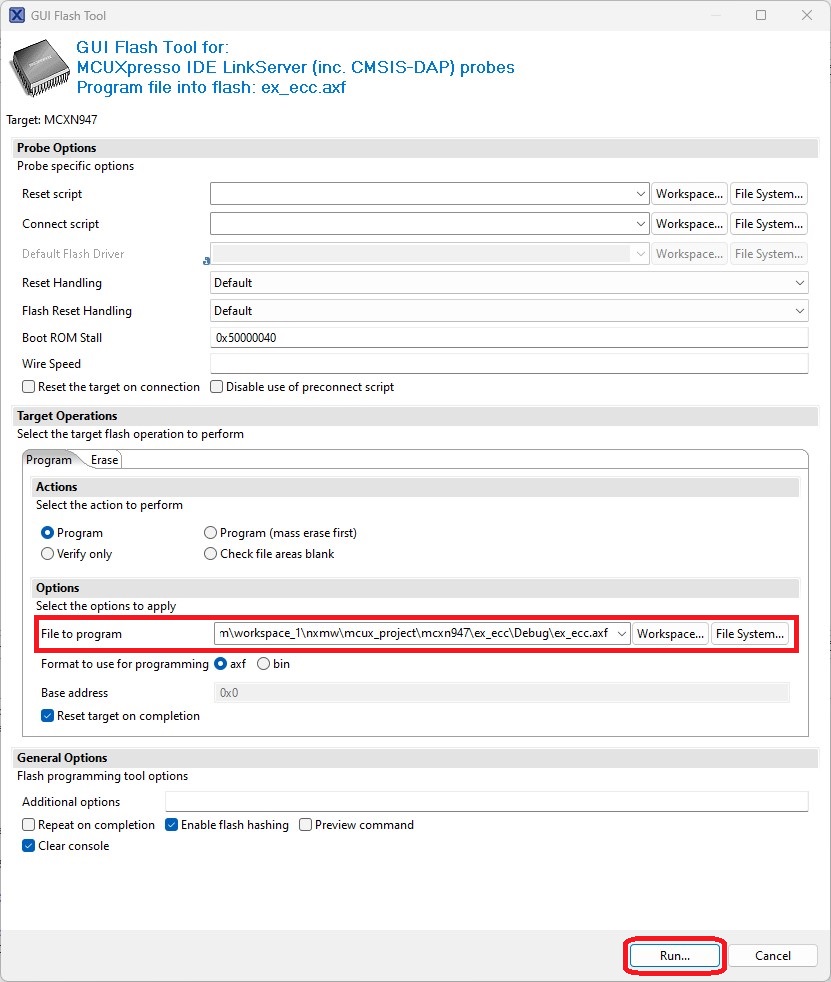 GUI Flash Tool
GUI Flash Tool for:
MCUXpresso IDE LinkServer (inc. CMSIS-DAP) probes
Program file into flash: ex_ecc.axf
Target: MCXN947
Probe Options
Probe specific options
Reset script Workspace... File System...
Connect script Workspace... File System...
Default Flash Driver Workspace... File System...
Reset Handling Default
Flash Reset Handling Default
Boot ROM Stall 0x50000040
Wire Speed
Reset the target on connection Disable use of preconnect script
Target Operations
Select the target flash operation to perform
Program Erase
Actions
Select the action to perform
Program Program (mass erase first)
Verify only Check file areas blank
Options
Select the options to apply
File to program m\workspace_1\nxmw\mcux_project\mcxn947\ex_ecc\Debug\ex_ecc.axf Workspace... File System...
Format to use for programming axf bin
Base address 0x0
Reset target on completion
General Options
Flash programming tool options
Additional options
Repeat on completion Enable flash hashing Preview command
Clear console
Run... Cancel